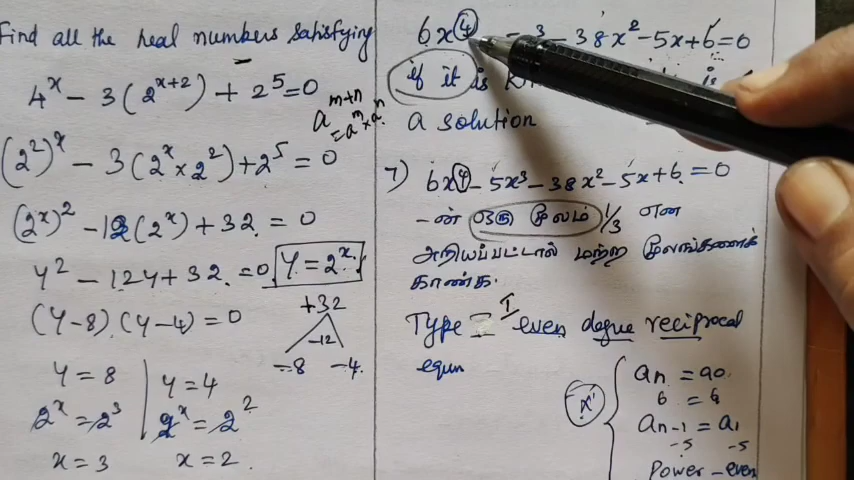 Find all the real numbers satisfying
4^x - 3(2^{x+2}) + 2^5 = 0
a^{m+n}
= a^m × a^n
(2^2)^x - 3(2^x × 2^2) + 2^5 = 0
(2^x)^2 - 12(2^x) + 32 = 0
y^2 - 12y + 32 = 0 y = 2^x
(y-8)(y-4) = 0
+32
-12
-8 -4
y = 8 y = 4
2^x = 2^3 2^x = 2^2
x = 3 x = 2
6x^4 - 38x^2 - 5x + 6 = 0
if it is
a solution
7) 6x^4 - 5x^3 - 38x^2 - 5x + 6 = 0
-ன் ஒரு மூலம் 1/3 என
அறியப்பட்டால் மற்ற மூலங்களைக்
காண்க.
Type I even degue reciprocal
equn
x
a_n = a_0
6 = 6
a_{n-1} = a_1
-5 -5
Power - even